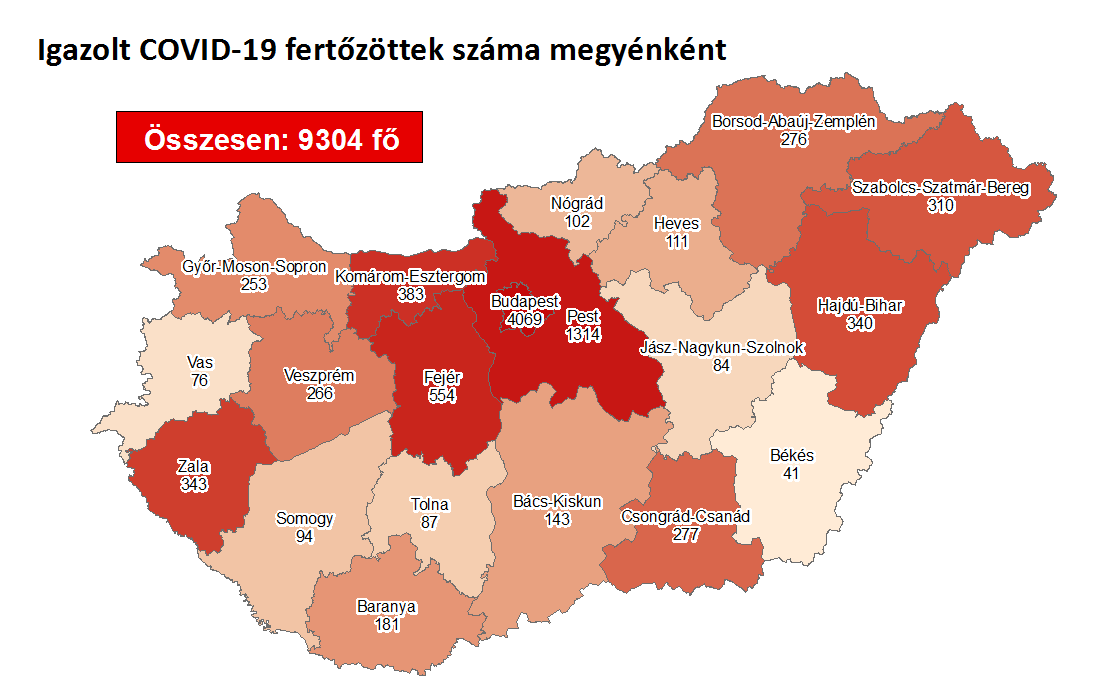 Igazolt COVID-19 fertőzöttek száma megyénként
Összesen: 9304 fő
Borsod-Abaúj-Zemplén
276
Szabolcs-Szatmár-Bereg
310
Nógrád
102
Heves
111
Győr-Moson-Sopron
253
Komárom-Esztergom
383
Budapest
4069
Pest
1314
Hajdú-Bihar
340
Jász-Nagykun-Szolnok
84
Vas
76
Veszprém
266
Fejér
554
Zala
343
Békés
41
Somogy
94
Tolna
87
Bács-Kiskun
143
Csongrád-Csanád
277
Baranya
181